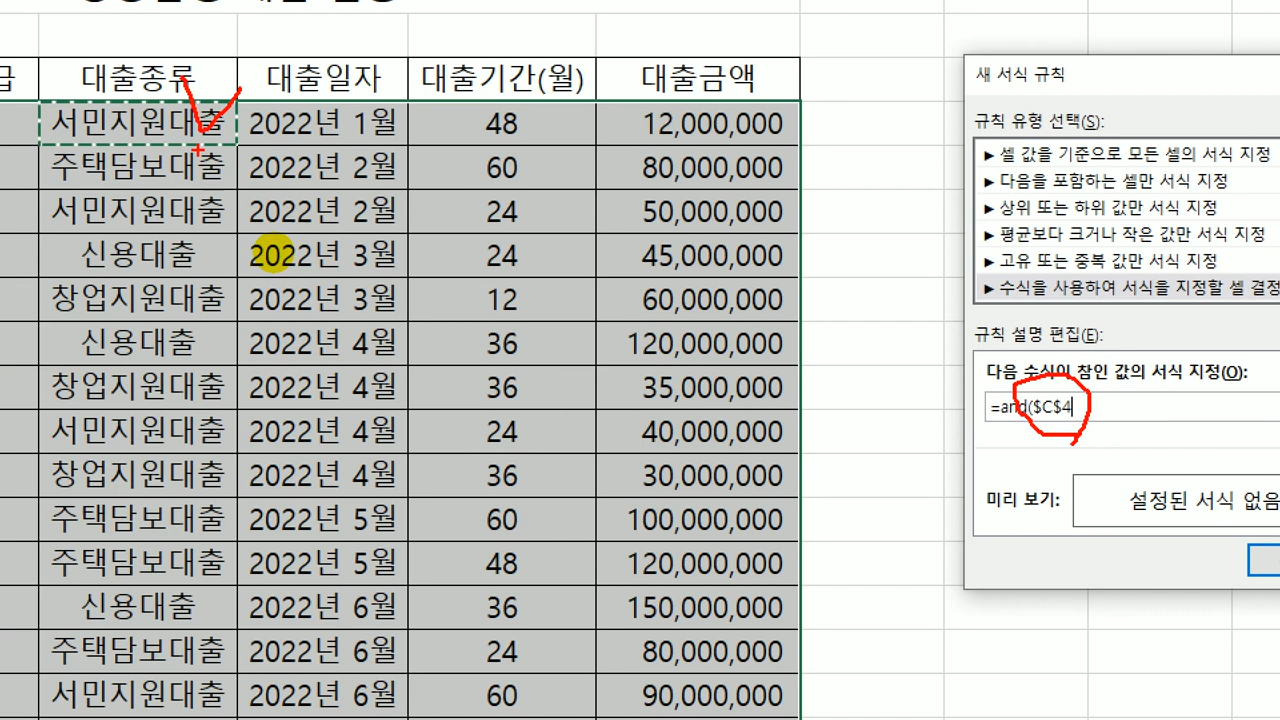 급 대출종류 대출일자 대출기간(월) 대출금액
서민지원대출 2022년 1월 48 12,000,000
주택담보대출 2022년 2월 60 80,000,000
서민지원대출 2022년 2월 24 50,000,000
신용대출 2022년 3월 24 45,000,000
창업지원대출 2022년 3월 12 60,000,000
신용대출 2022년 4월 36 120,000,000
창업지원대출 2022년 4월 36 35,000,000
서민지원대출 2022년 4월 24 40,000,000
창업지원대출 2022년 4월 36 30,000,000
주택담보대출 2022년 5월 60 100,000,000
주택담보대출 2022년 5월 48 120,000,000
신용대출 2022년 6월 36 150,000,000
주택담보대출 2022년 6월 24 80,000,000
서민지원대출 2022년 6월 60 90,000,000
새 서식 규칙
규칙 유형 선택(S):
► 셀 값을 기준으로 모든 셀의 서식 지정
► 다음을 포함하는 셀만 서식 지정
► 상위 또는 하위 값만 서식 지정
► 평균보다 크거나 작은 값만 서식 지정
► 고유 또는 중복 값만 서식 지정
► 수식을 사용하여 서식을 지정할 셀 결정
규칙 설명 편집(E):
다음 수식이 참인 값의 서식 지정(O):
=and($C$4
미리 보기:
설정된 서식 없음